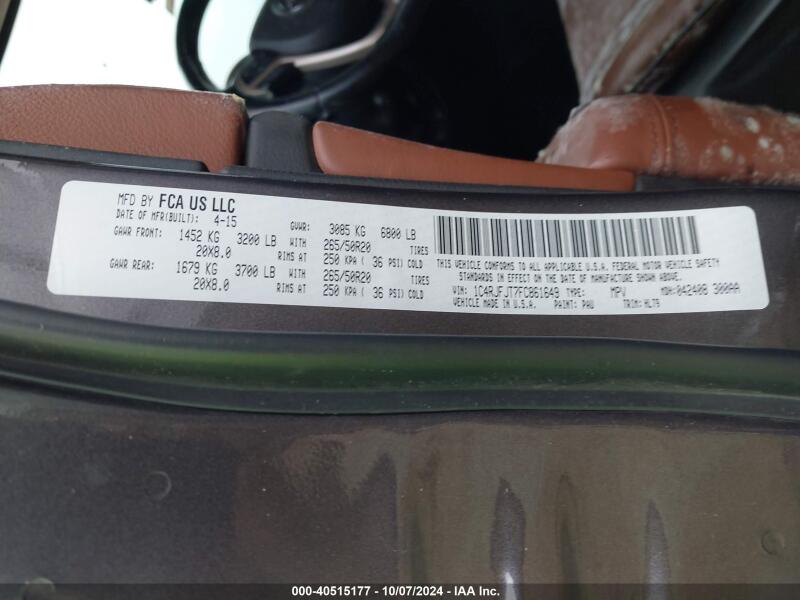 MFD BY FCA US LLC
DATE OF MFR(BUILT): 4-15 GVWR: 3085 KG 6800 LB
GAWR FRONT: 1452 KG 3200 LB WITH 265/50R20 TIRES
20X8.0 RIMS AT 250 KPA ( 36 PSI) COLD
GAWR REAR: 1679 KG 3700 LB WITH 265/50R20 TIRES
20X8.0 RIMS AT 250 KPA ( 36 PSI) COLD
THIS VEHICLE CONFORMS TO ALL APPLICABLE U.S.A. FEDERAL MOTOR VEHICLE SAFETY
STANDARDS IN EFFECT ON THE DATE OF MANUFACTURE SHOWN ABOVE.
VIN: 1C4RJFJT7FC861649 TYPE: MPV MDH:042408 300AA
VEHICLE MADE IN U.S.A. PAINT: PAU TRIM: HLT5
000-40515177 - 10/07/2024 - IAA Inc.